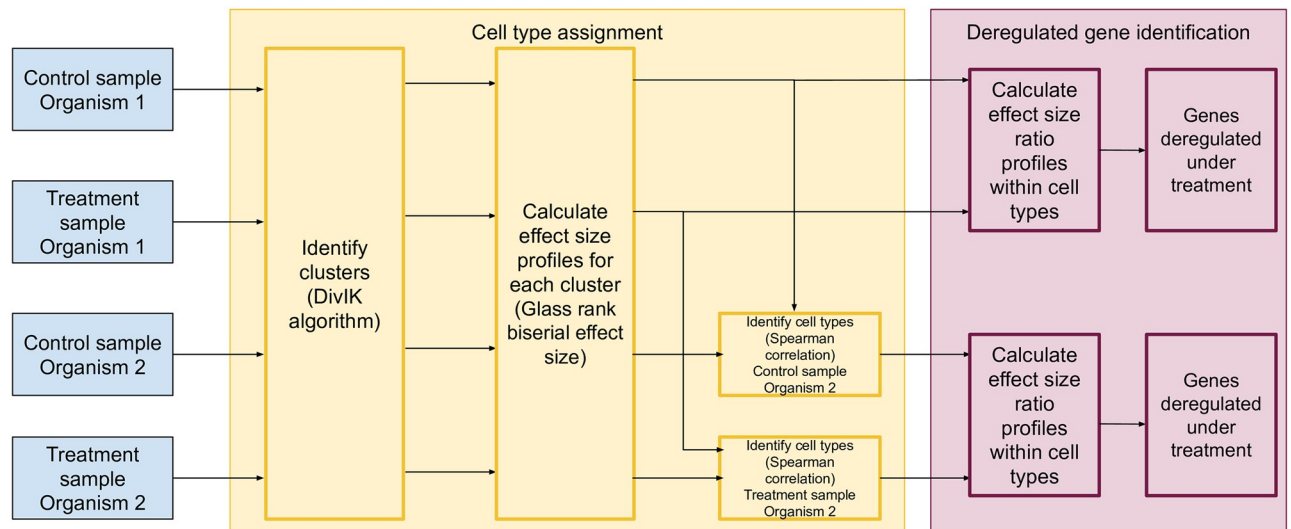 Cell type assignment
Deregulated gene identification
Control sample
Organism 1
Treatment
sample
Organism 1
Control sample
Organism 2
Treatment
sample
Organism 2
Identify
clusters
(DivIK
algorithm)
Calculate
effect size
profiles for
each cluster
(Glass rank
biserial effect
size)
Identify cell types
(Spearman
correlation)
Control sample
Organism 2
Identify cell types
(Spearman
correlation)
Treatment sample
Organism 2
Calculate
effect size
ratio
profiles
within cell
types
Genes
deregulated
under
treatment
Calculate
effect size
ratio
profiles
within cell
types
Genes
deregulated
under
treatment